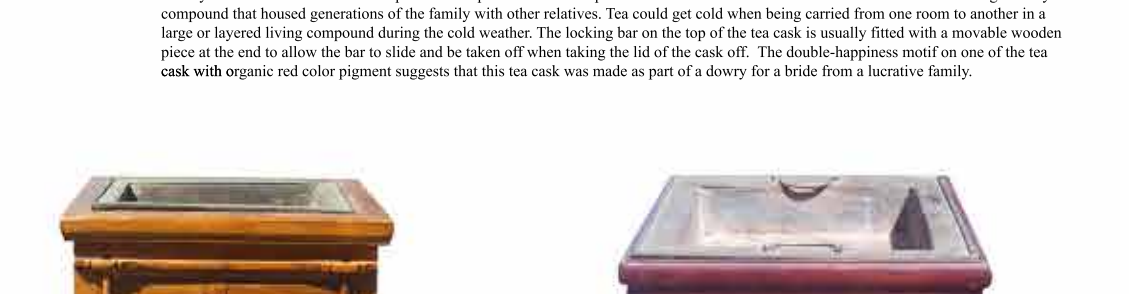 compound that housed generations of the family with other relatives. Tea could get cold when being carried from one room to another in a
large or layered living compound during the cold weather. The locking bar on the top of the tea cask is usually fitted with a movable wooden
piece at the end to allow the bar to slide and be taken off when taking the lid of the cask off. The double-happiness motif on one of the tea
cask with organic red color pigment suggests that this tea cask was made as part of a dowry for a bride from a lucrative family.